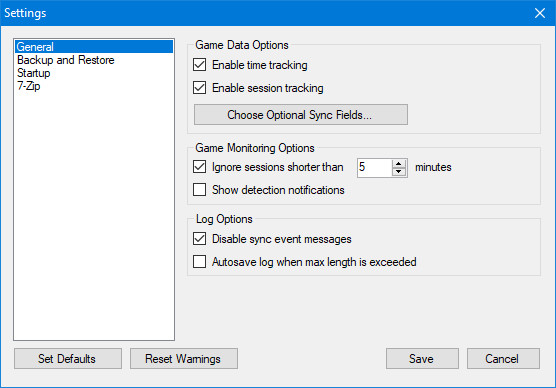 Settings
General
Backup and Restore
Startup
7-Zip
Game Data Options
Enable time tracking
Enable session tracking
Choose Optional Sync Fields...
Game Monitoring Options
Ignore sessions shorter than 5 minutes
Show detection notifications
Log Options
Disable sync event messages
Autosave log when max length is exceeded
Set Defaults Reset Warnings Save Cancel